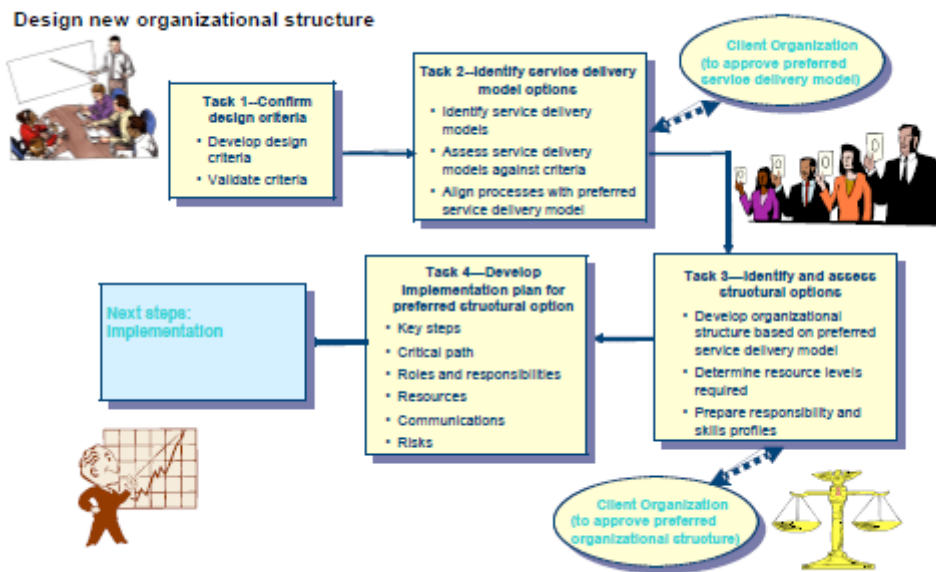 Design new organizational structure
Task 1--Confirm
design criteria
• Develop design
criteria
• Validate criteria
Task 2--Identify service delivery
model options
• Identify service delivery
models
• Assess service delivery
models against criteria
• Align processes with preferred
service delivery model
Client Organization
(to approve preferred
service delivery model)
Task 3—Identify and assess
structural options
• Develop organizational
structure based on preferred
service delivery model
• Determine resource levels
required
• Prepare responsibility and
skills profiles
Client Organization
(to approve preferred
organizational structure)
Task 4—Develop
implementation plan for
preferred structural option
• Key steps
• Critical path
• Roles and responsibilities
• Resources
• Communications
• Risks
Next steps:
Implementation